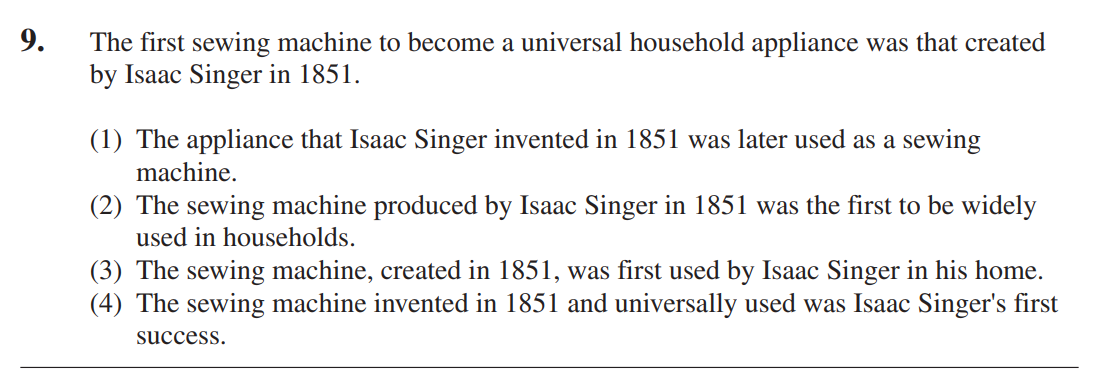 9. The first sewing machine to become a universal household appliance was that created
by Isaac Singer in 1851.
(1) The appliance that Isaac Singer invented in 1851 was later used as a sewing
machine.
(2) The sewing machine produced by Isaac Singer in 1851 was the first to be widely
used in households.
(3) The sewing machine, created in 1851, was first used by Isaac Singer in his home.
(4) The sewing machine invented in 1851 and universally used was Isaac Singer's first
success.